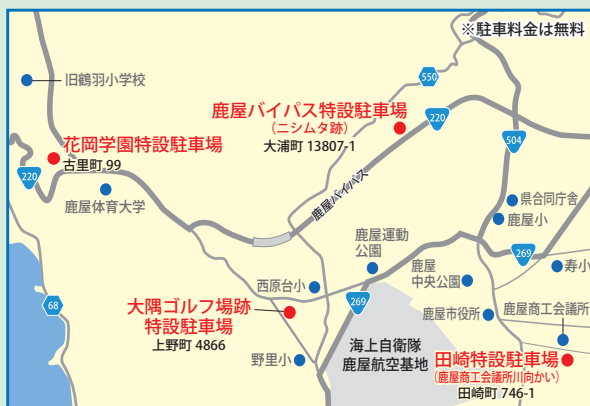 ※駐車料金は無料
旧鶴羽小学校
550
鹿屋バイパス特設駐車場
(ニシムタ跡)
大浦町 13807-1
220
504
花岡学園特設駐車場
古里町 99
220
鹿屋体育大学
鹿屋バイパス
県合同庁舎
鹿屋小
鹿屋運動
公園
269
寿小
鹿屋
中央公園
西原台小
269
68
大隅ゴルフ場跡
特設駐車場
上野町 4866
鹿屋市役所
鹿屋商工会議所
海上自衛隊
鹿屋航空基地
野里小
田崎特設駐車場
(鹿屋商工会議所川向かい)
田崎町 746-1